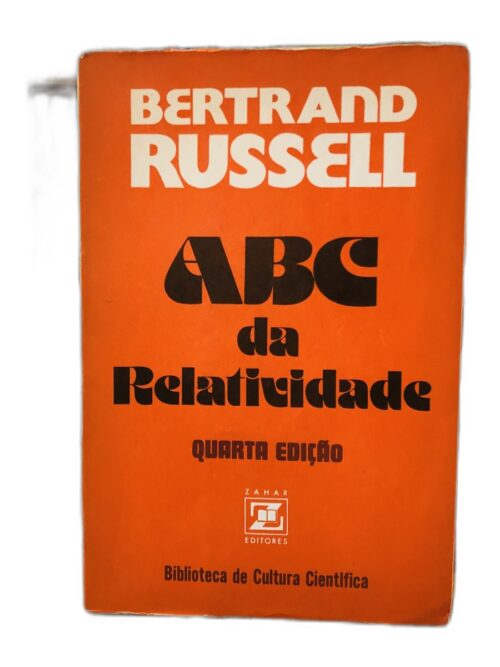 BERTRAND
RUSSELL
ABC
da
Relatividade
QUARTA EDIÇÃO
ZAHAR
EDITORES
Biblioteca de Cultura Científica